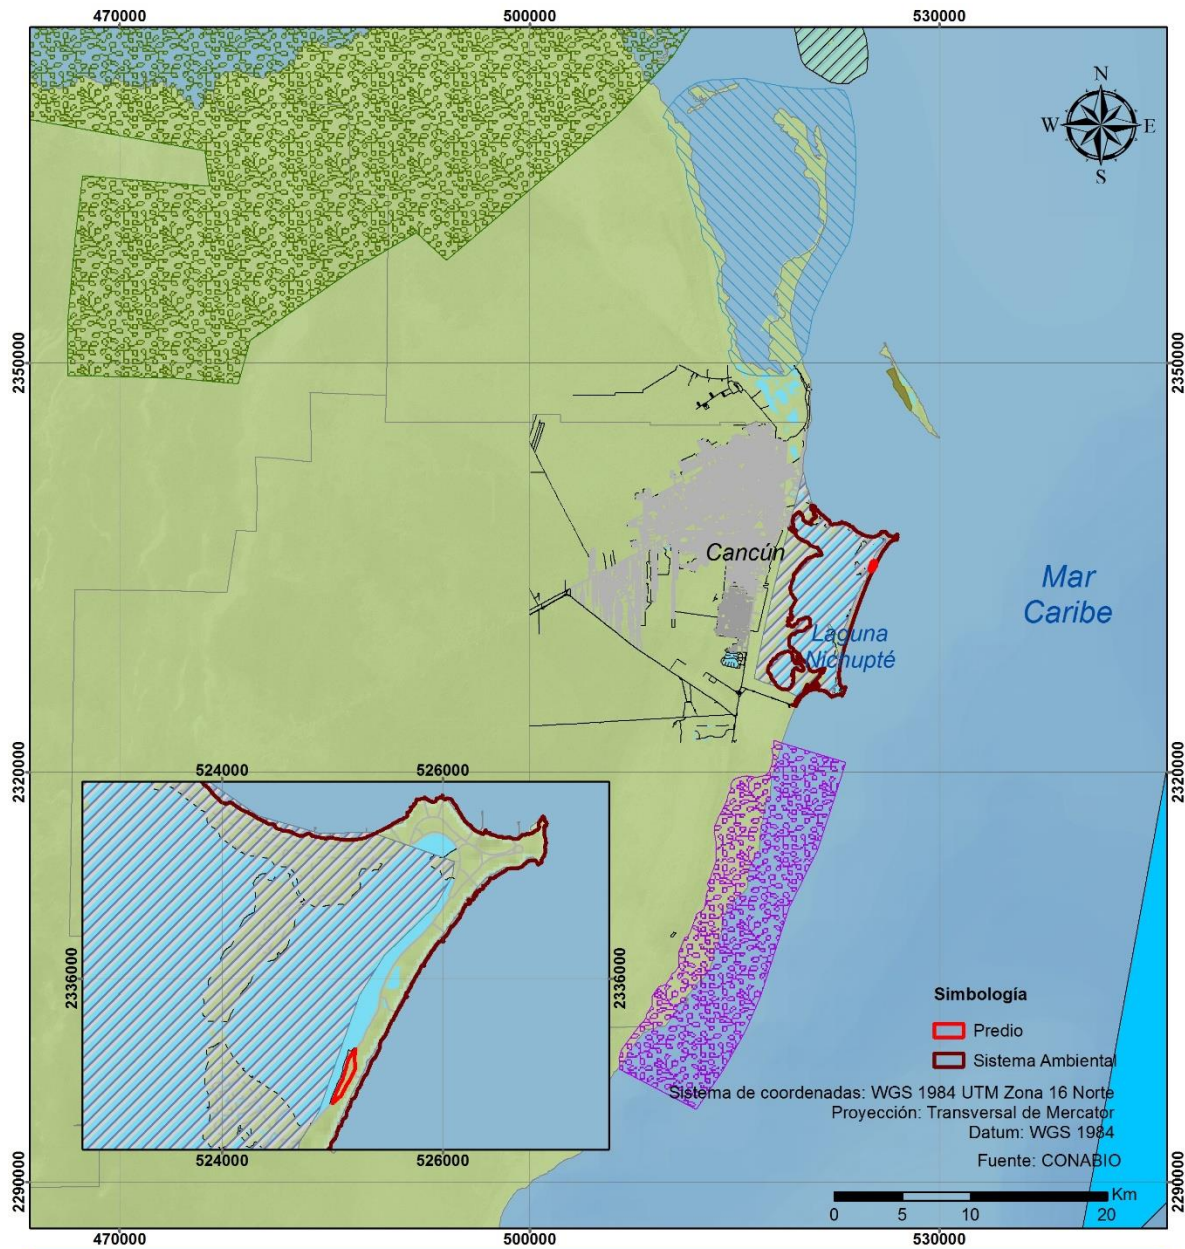 470000
500000
530000
N
W
E
S
2350000
2350000
Cancún
Mar
Caribe
Laguna
Nichupté
2320000
2320000
524000
526000
2336000
2336000
524000
526000
Simbología
Predio
Sistema Ambiental
Sistema de coordenadas: WGS 1984 UTM Zona 16 Norte
Proyección: Transversal de Mercator
Datum: WGS 1984
Fuente: CONABIO
2290000
2290000
Km
0
5
10
20
470000
500000
530000